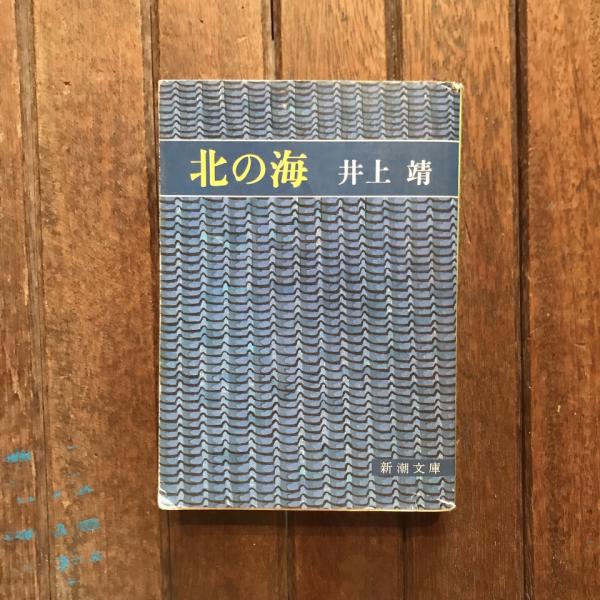 北の海 井上 靖
新潮文庫